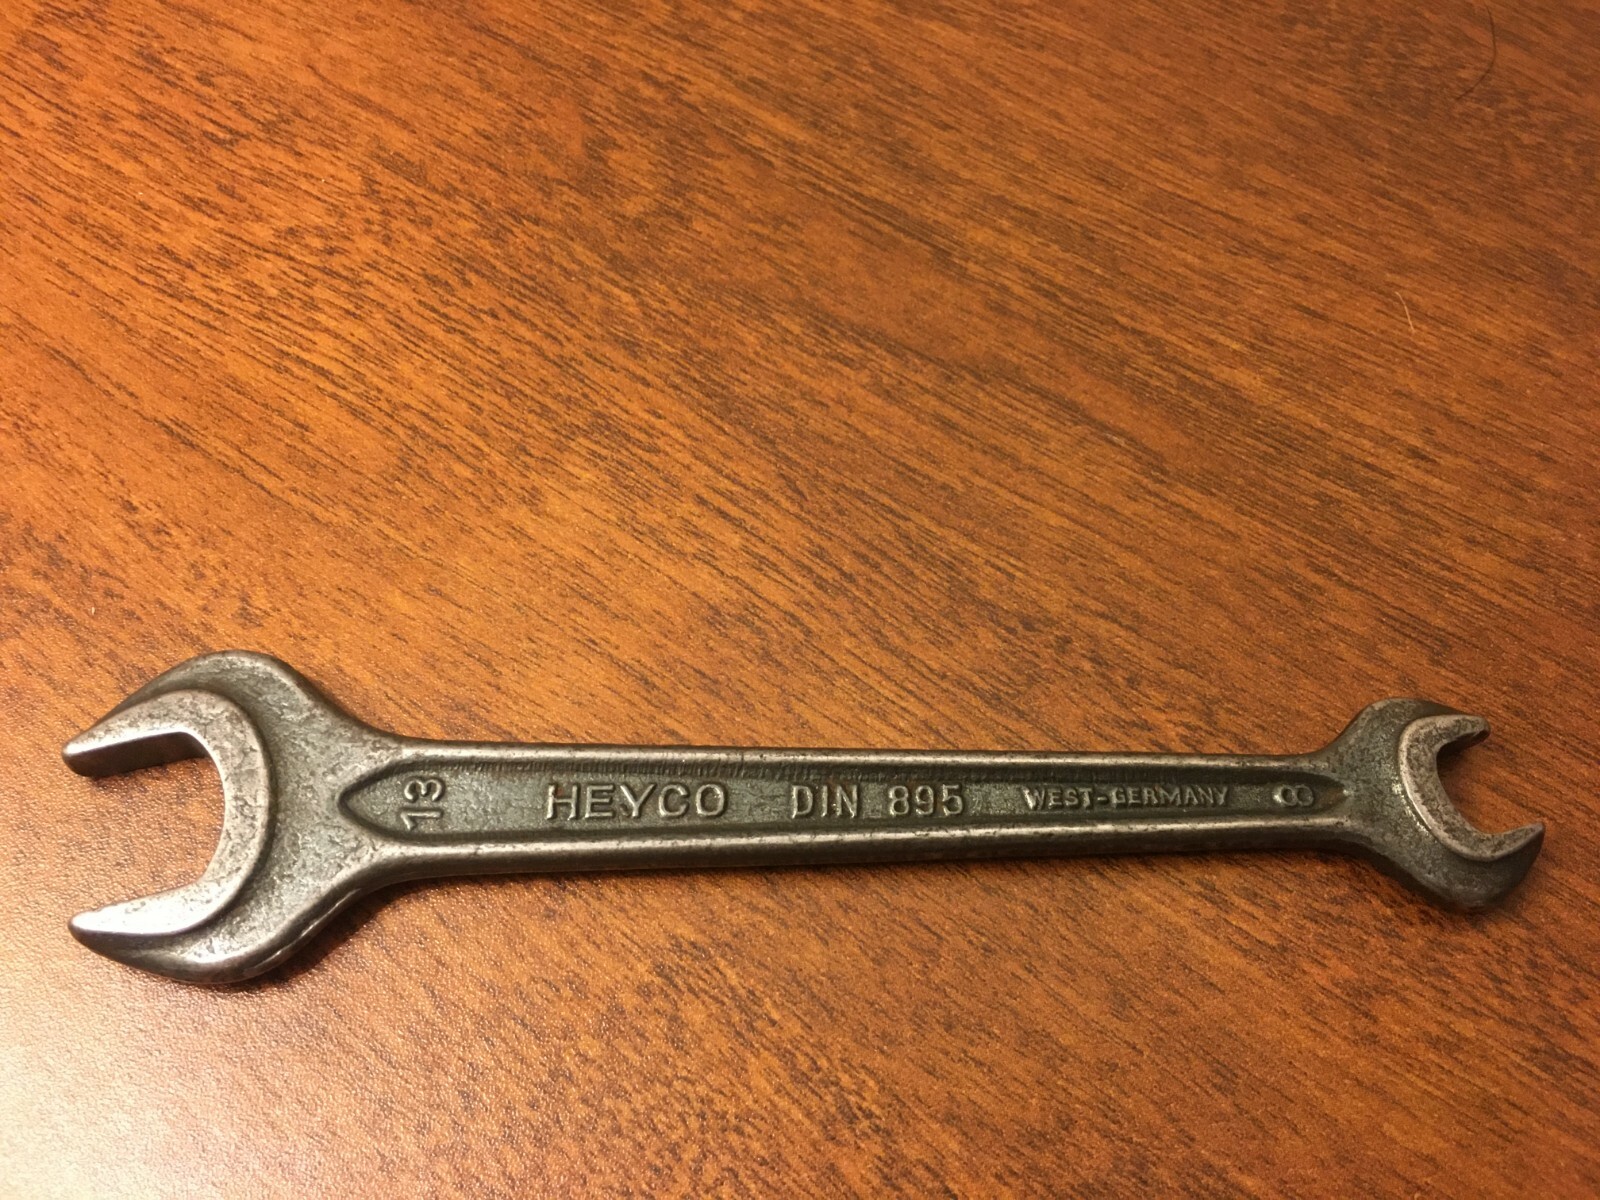 13 HEYCO DIN 895 WEST-GERMANY 8